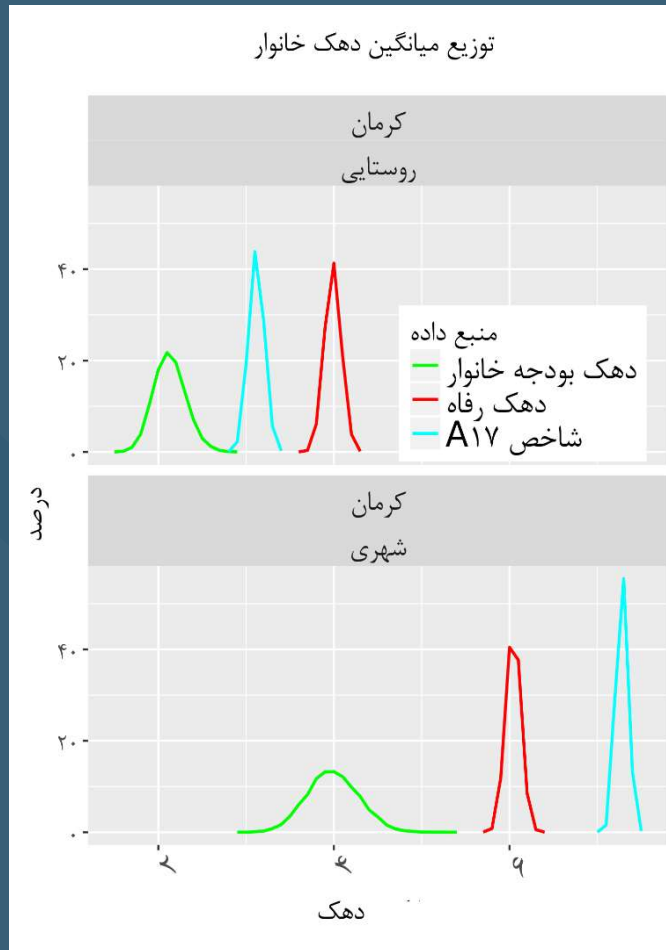 توزیع میانگین دهک خانوار
کرمان
روستایی
۴۰
۲۰
۰
منبع داده
دهک بودجه خانوار
دهک رفاه
شاخص A۱۷
درصد
کرمان
شهری
۴۰
۲۰
۰
۲
۴
۶
دهک